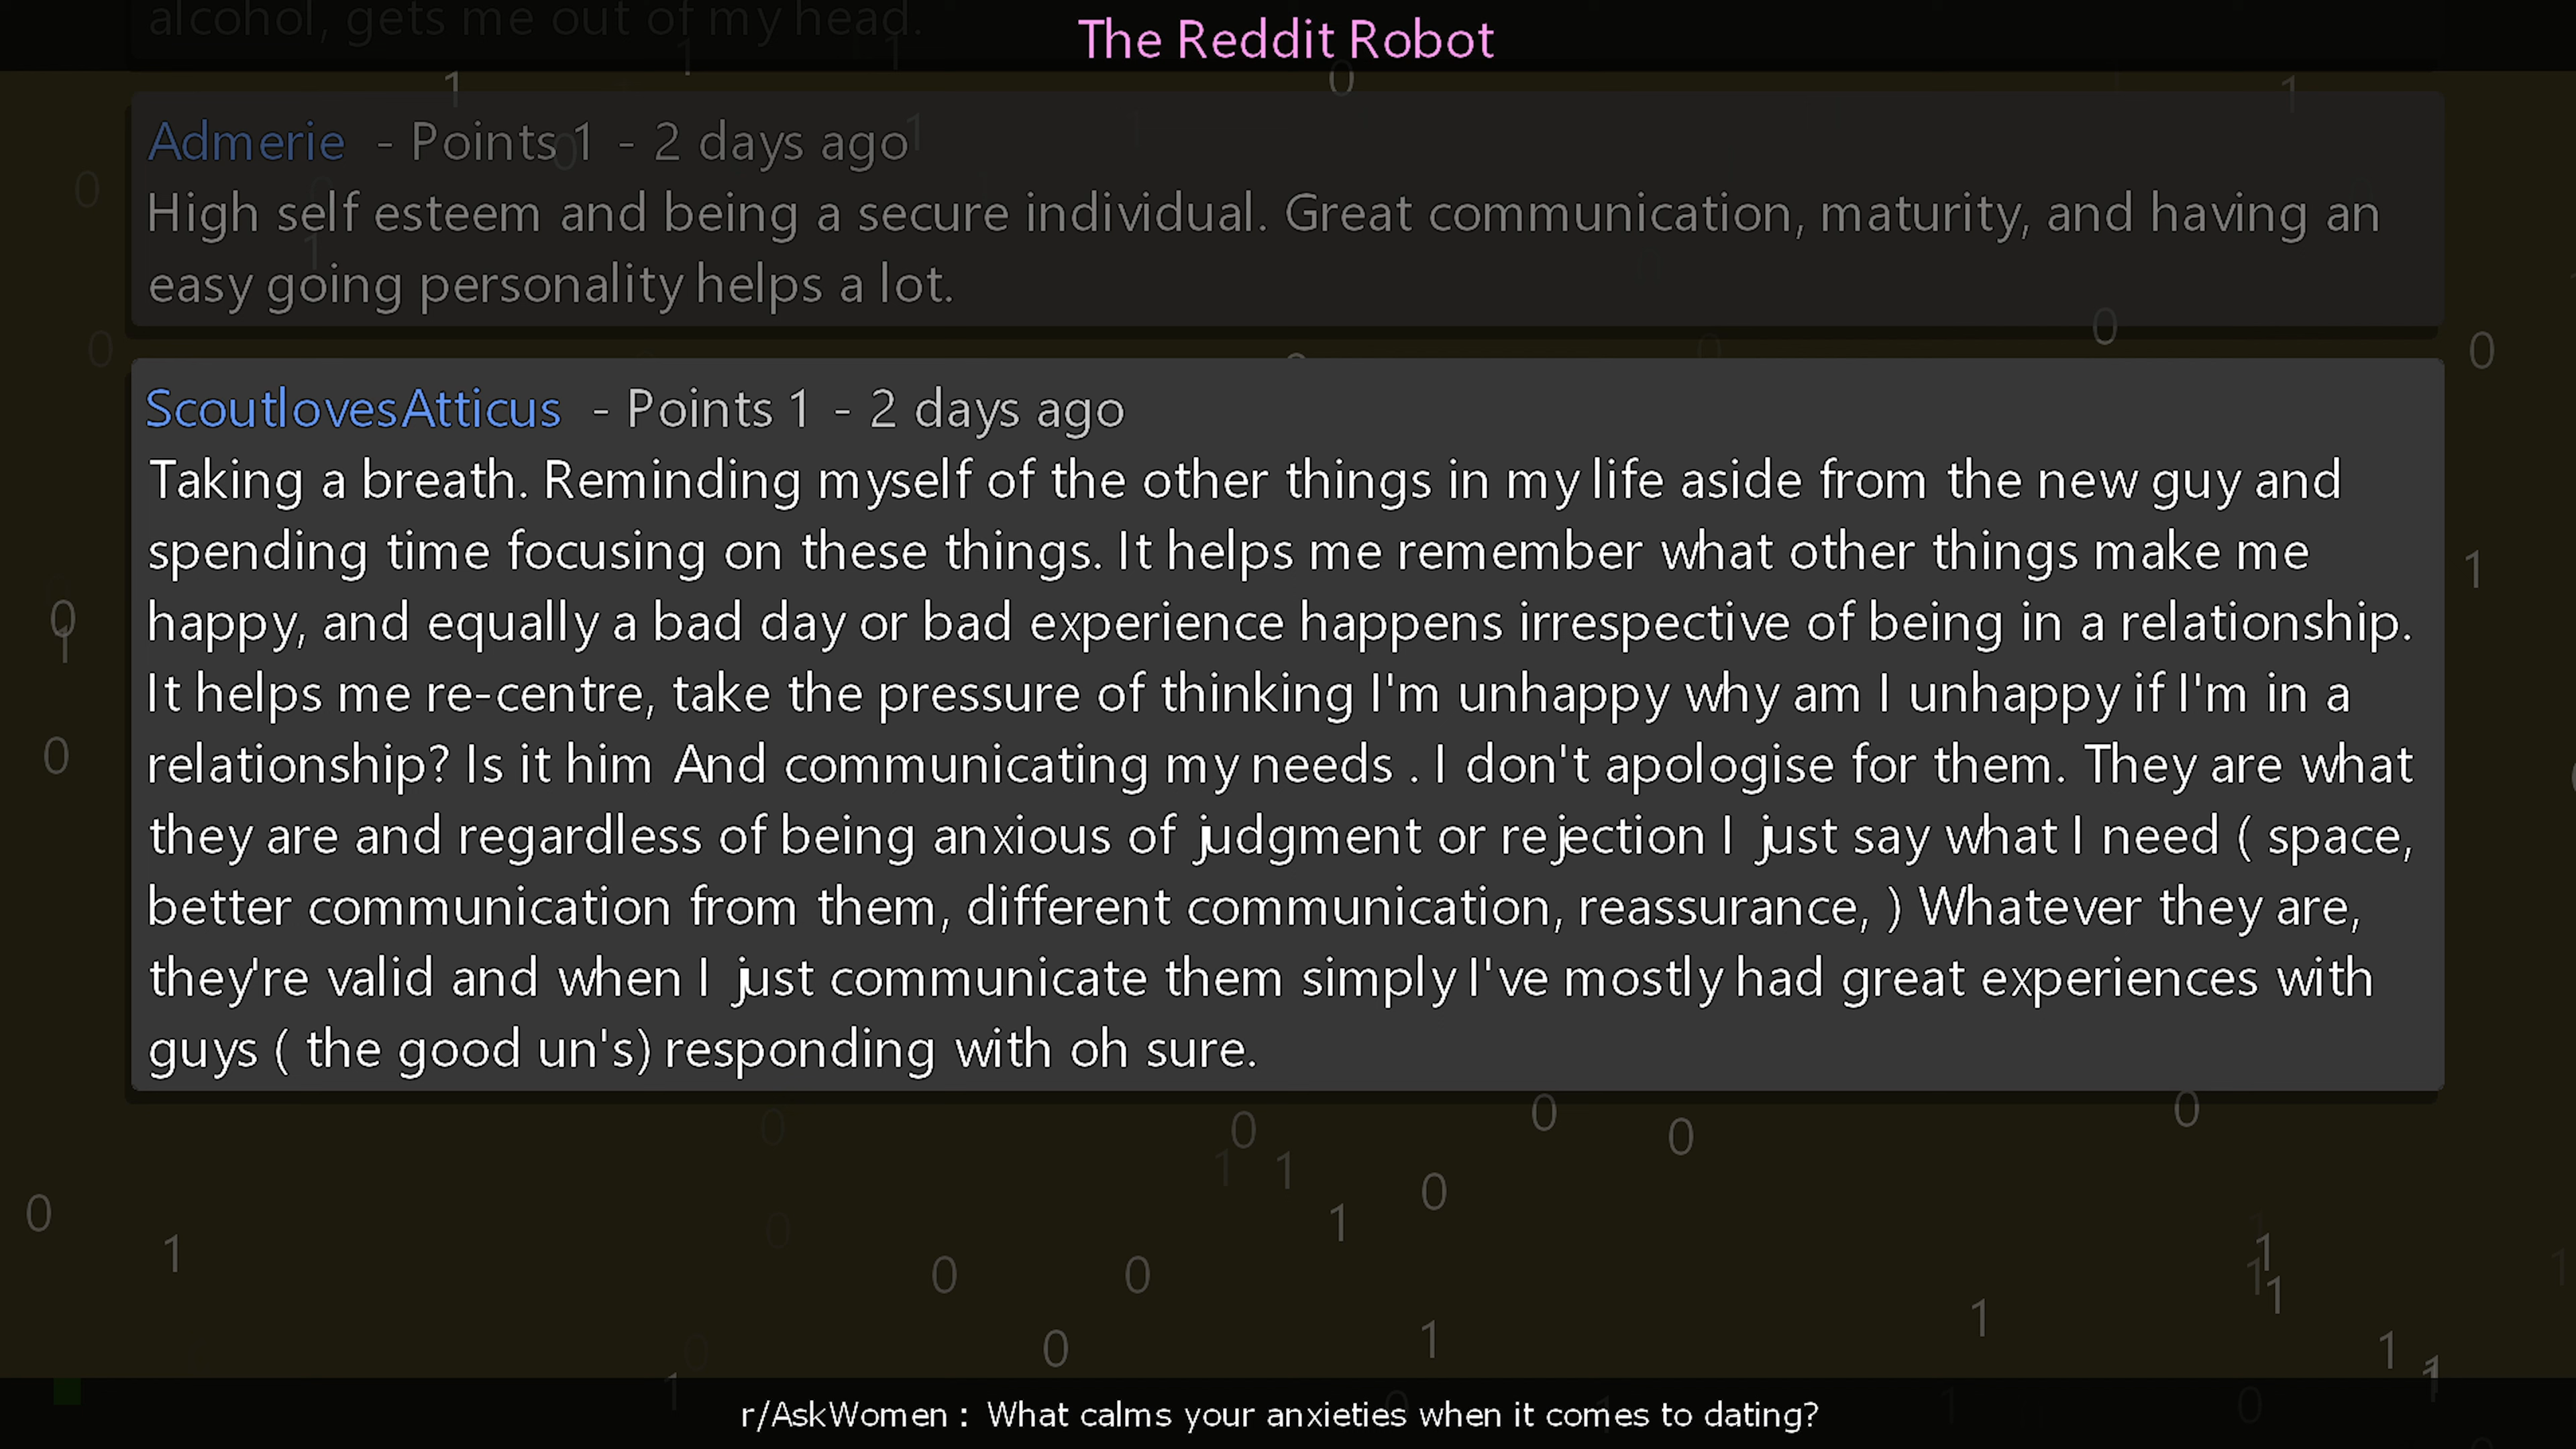 alcohol, gets me out of my head.
The Reddit Robot
Admerie - Points 1 - 2 days ago
High self esteem and being a secure individual. Great communication, maturity, and having an
easy going personality helps a lot.
ScoutlovesAtticus - Points 1 - 2 days ago
Taking a breath. Reminding myself of the other things in my life aside from the new guy and
spending time focusing on these things. It helps me remember what other things make me
happy, and equally a bad day or bad experience happens irrespective of being in a relationship.
It helps me re-centre, take the pressure of thinking I'm unhappy why am I unhappy if I'm in a
relationship? Is it him And communicating my needs . I don't apologise for them. They are what
they are and regardless of being anxious of judgment or rejection I just say what I need ( space,
better communication from them, different communication, reassurance, ) Whatever they are,
they're valid and when I just communicate them simply I've mostly had great experiences with
guys ( the good un's) responding with oh sure.
r/AskWomen : What calms your anxieties when it comes to dating?